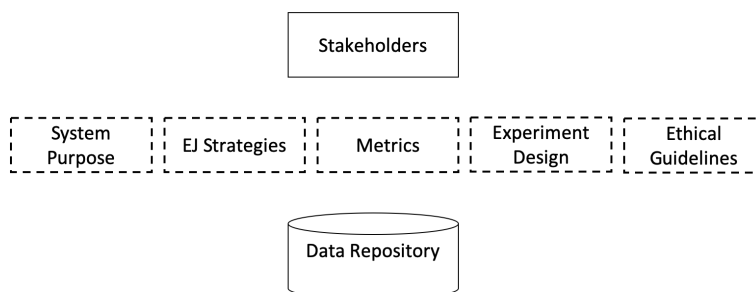 Stakeholders
System
Purpose
EJ Strategies
Metrics
Experiment
Design
Ethical
Guidelines
Data Repository